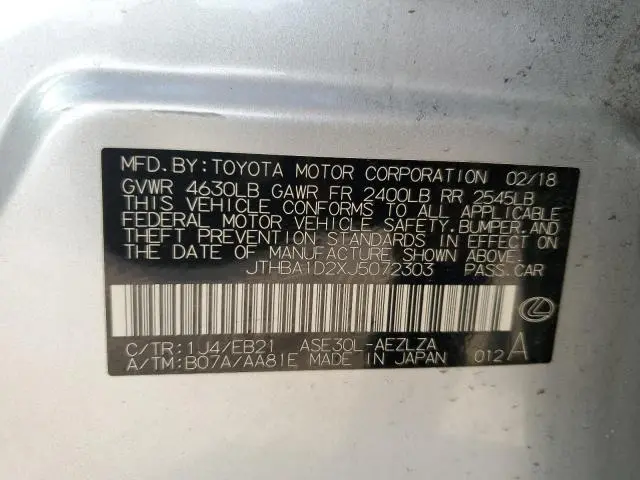 MFD. BY: TOYOTA MOTOR CORPORATION 02/18
GVWR 4630LB GAWR FR 2400LB RR 2545LB
THIS VEHICLE CONFORMS TO ALL APPLICABLE
FEDERAL MOTOR VEHICLE SAFETY, BUMPER, AND
THEFT PREVENTION STANDARDS IN EFFECT ON
THE DATE OF MANUFACTURE SHOWN ABOVE.
JTHBA1D2XJ5072303 PASS. CAR
C/TR: 1J4/EB21 ASE30L-AEZLZA
A/TM: B07A/AA81E MADE IN JAPAN 012 A